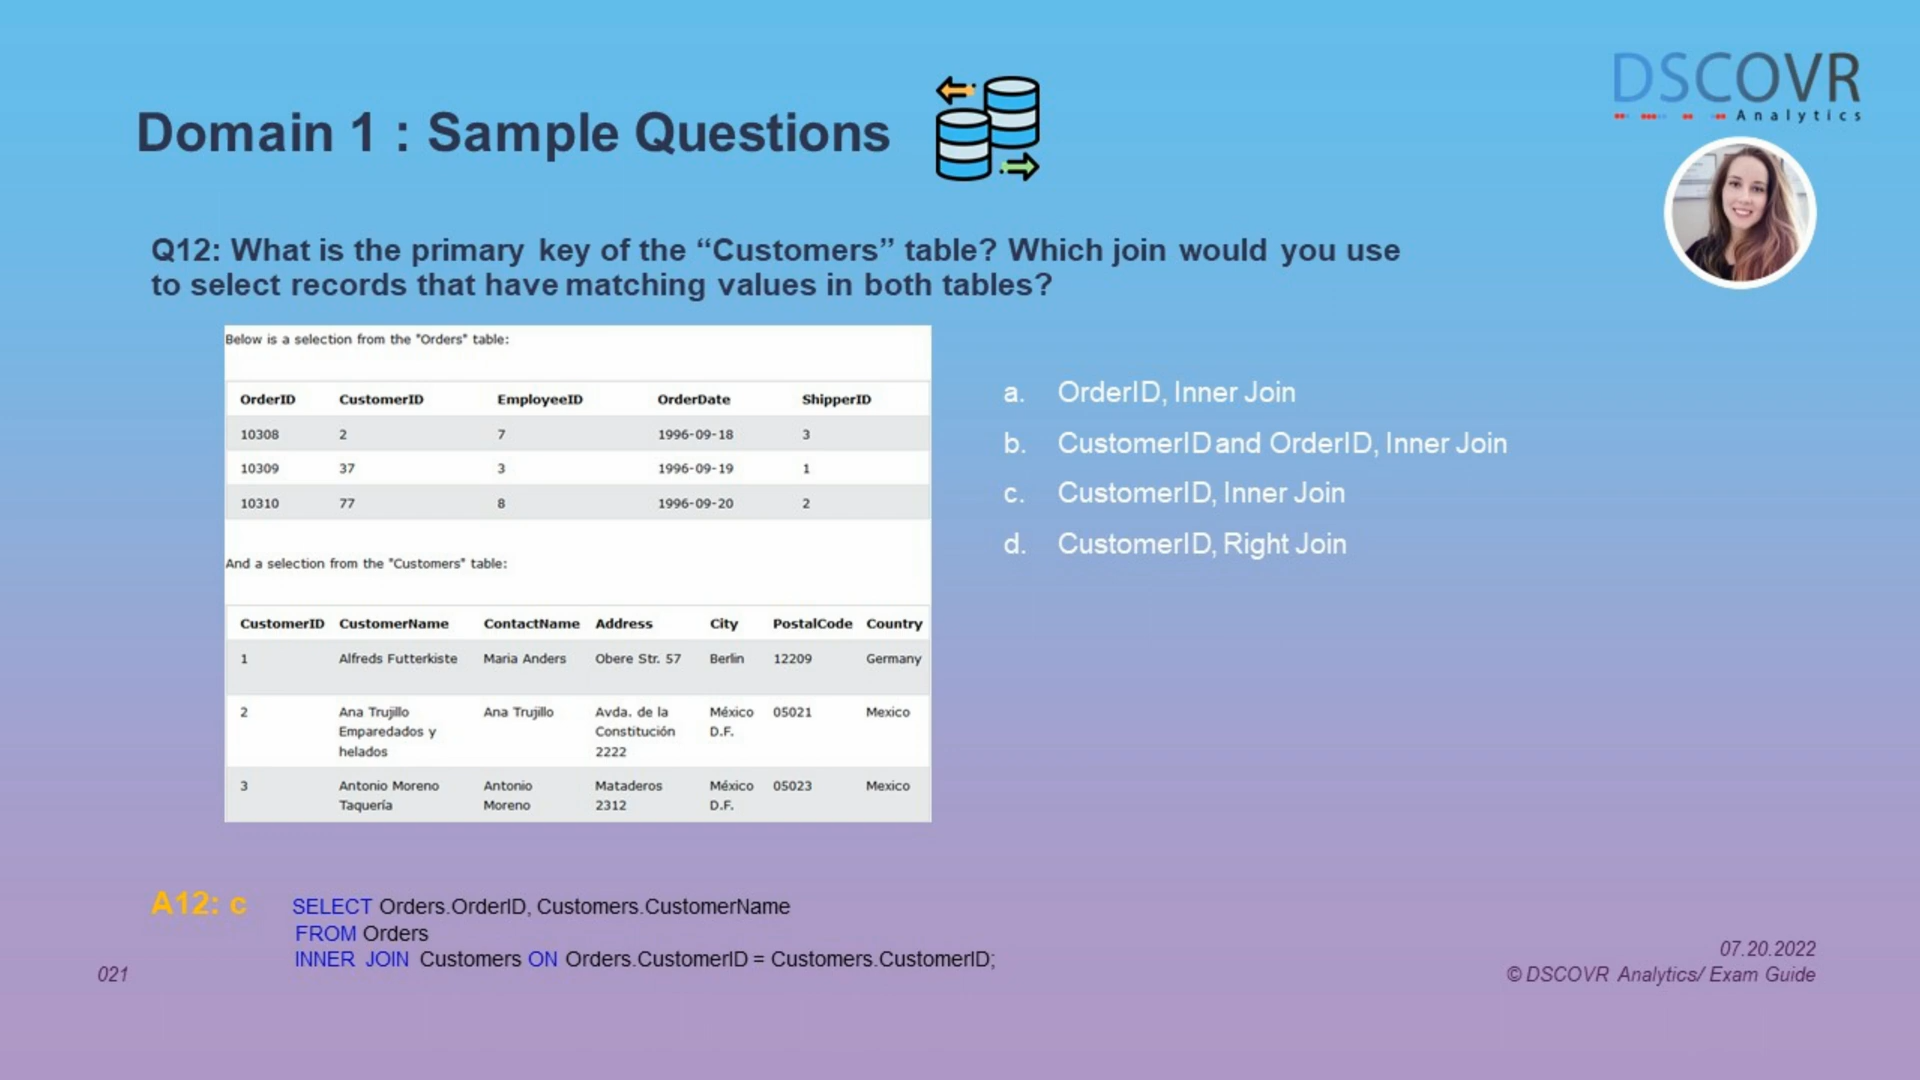 DSCOVR
Analytics
Domain 1 : Sample Questions
Q12: What is the primary key of the “Customers” table? Which join would you use
to select records that have matching values in both tables?
Below is a selection from the "Orders" table:
OrderID CustomerID EmployeeID OrderDate ShipperID
10308 2 7 1996-09-18 3
10309 37 3 1996-09-19 1
10310 77 8 1996-09-20 2
And a selection from the "Customers" table:
CustomerID CustomerName ContactName Address City PostalCode Country
1 Alfreds Futterkiste Maria Anders Obere Str. 57 Berlin 12209 Germany
2 Ana Trujillo Ana Trujillo Avda. de la México 05021 Mexico
Emparedados y Constitución D.F.
helados 2222
3 Antonio Moreno Antonio Mataderos México 05023 Mexico
Taquería Moreno 2312 D.F.
a. OrderID, Inner Join
b. CustomerID and OrderID, Inner Join
c. CustomerID, Inner Join
d. CustomerID, Right Join
A12: c SELECT Orders.OrderID, Customers.CustomerName
FROM Orders
INNER JOIN Customers ON Orders.CustomerID = Customers.CustomerID;
021
07.20.2022
© DSCOVR Analytics/ Exam Guide